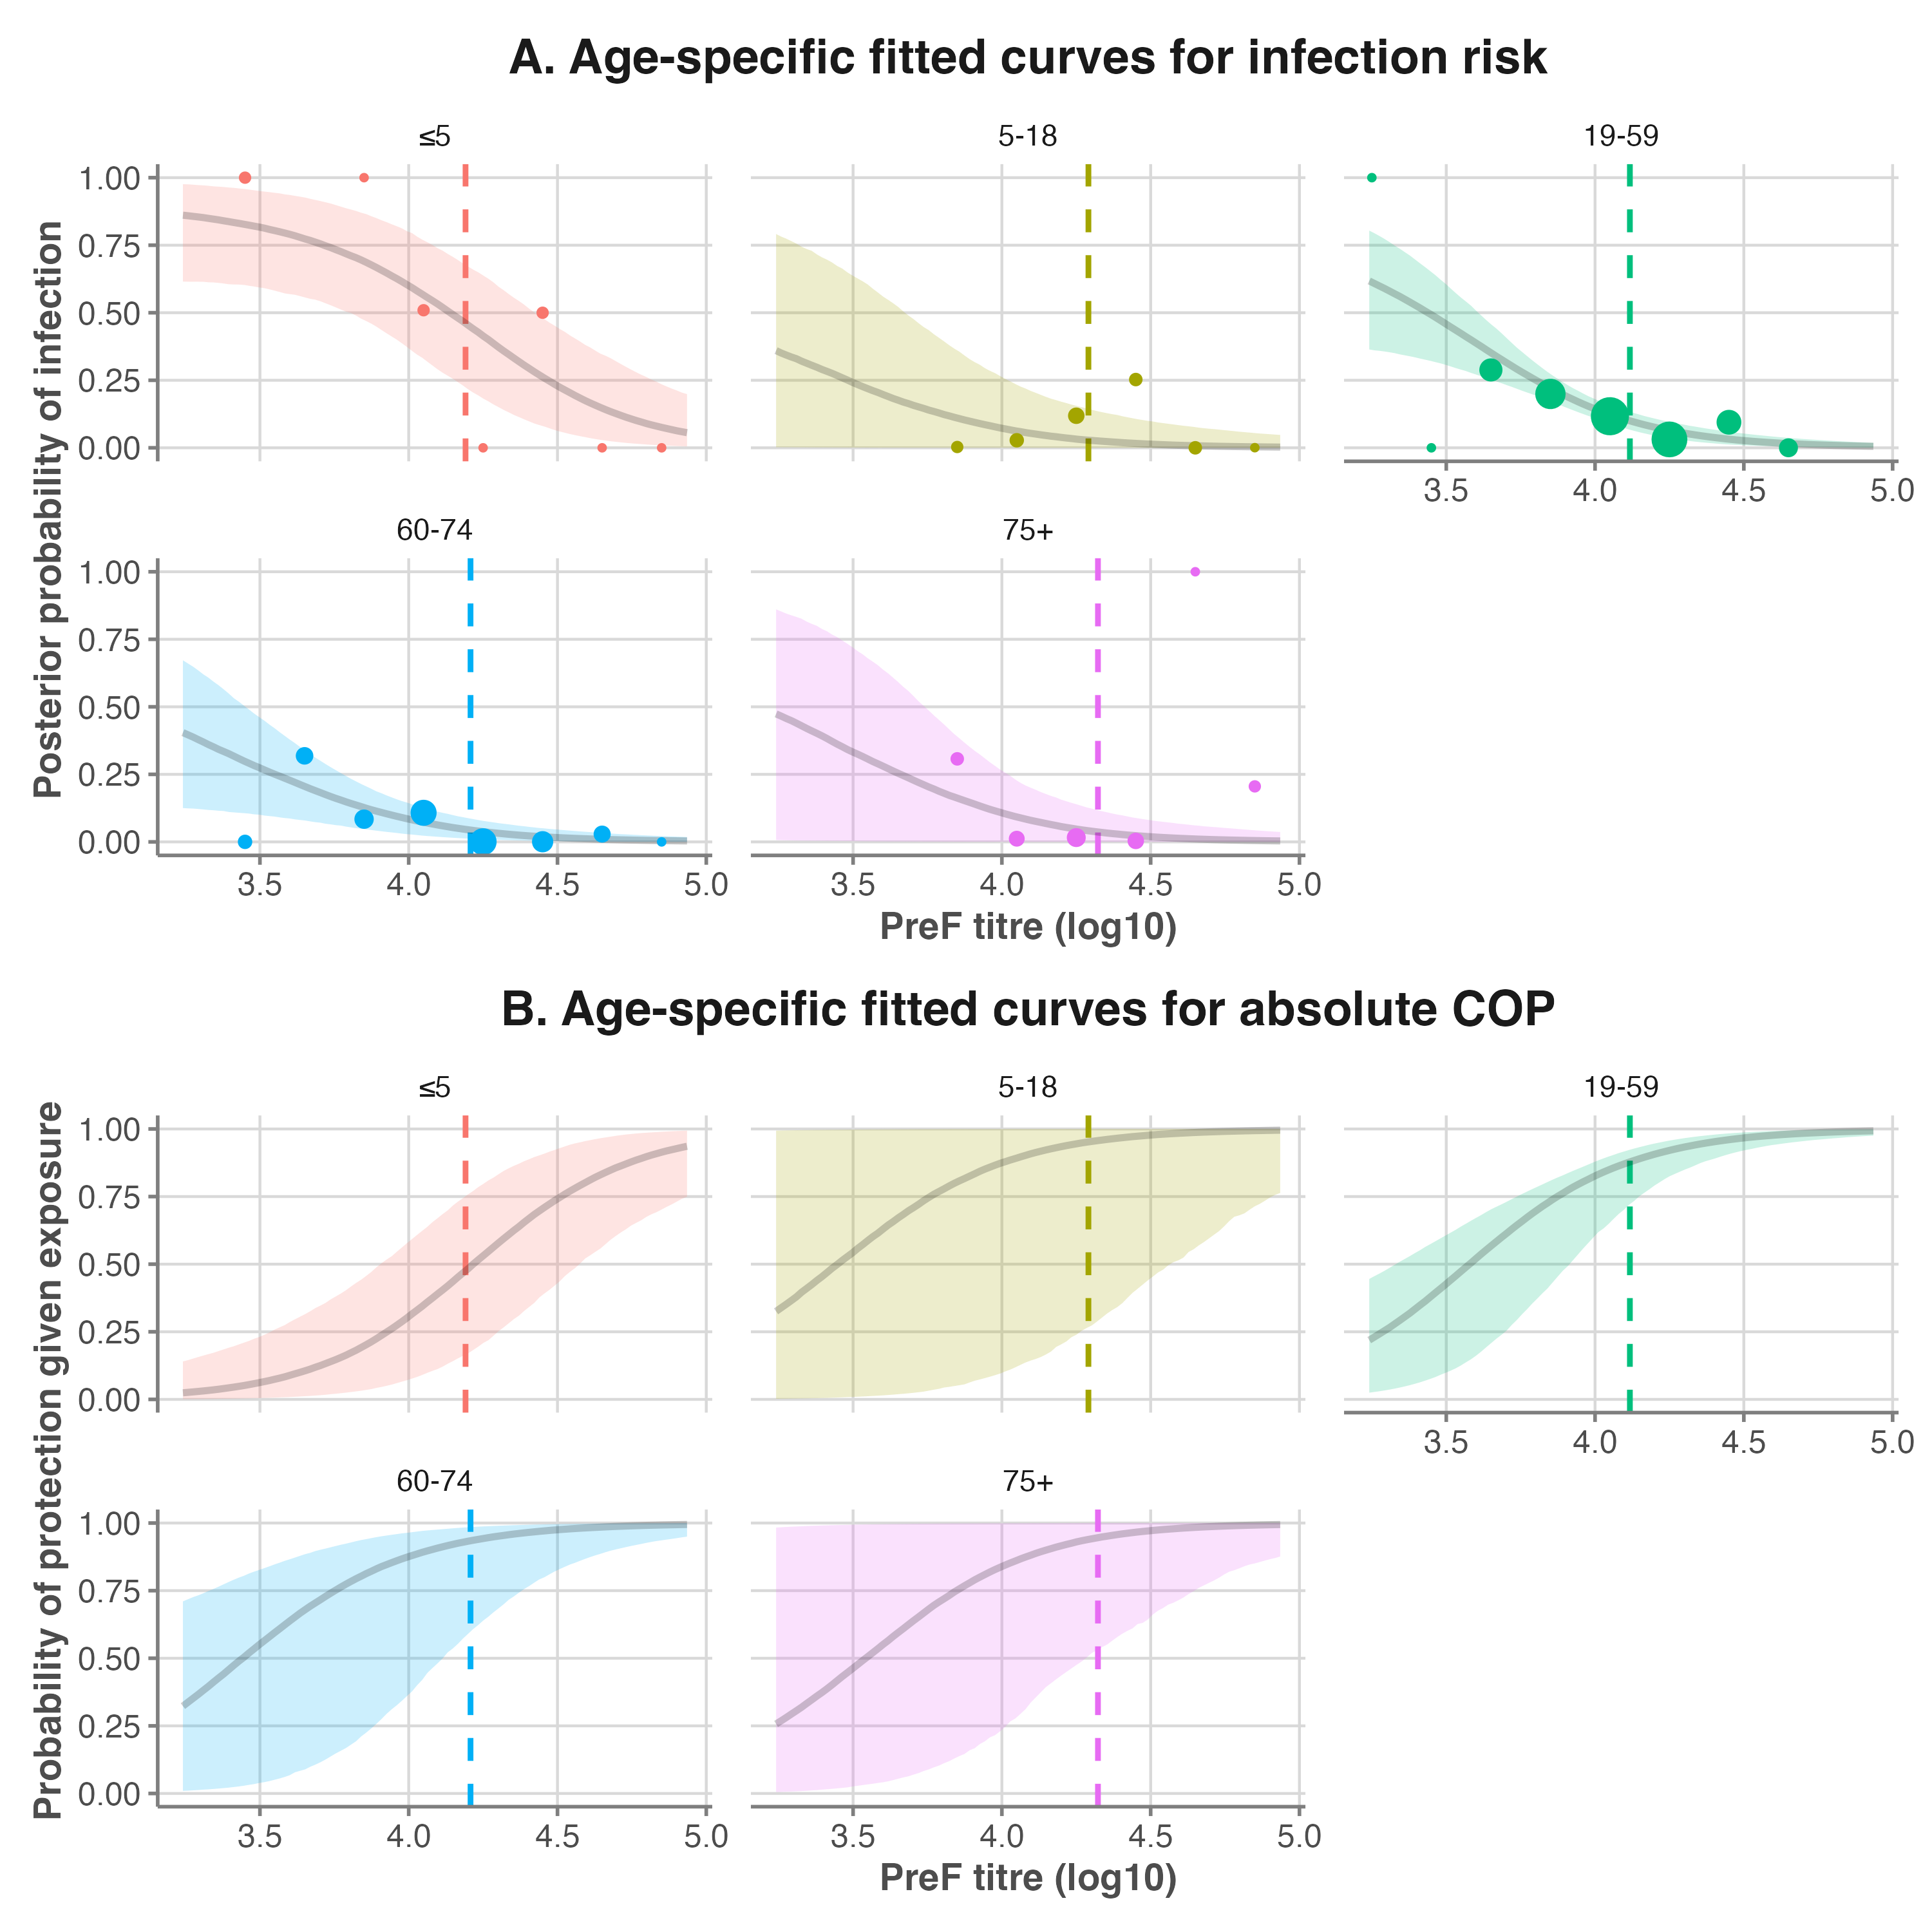 A. Age-specific fitted curves for infection risk
≤5 5-18 19-59
Posterior probability of infection
1.00
0.75
0.50
0.25
0.00
3.5 4.0 4.5 5.0
60-74 75+
1.00
0.75
0.50
0.25
0.00
3.5 4.0 4.5 5.0 3.5 4.0 4.5 5.0
PreF titre (log10)
B. Age-specific fitted curves for absolute COP
≤5 5-18 19-59
Probability of protection given exposure
1.00
0.75
0.50
0.25
0.00
3.5 4.0 4.5 5.0
60-74 75+
1.00
0.75
0.50
0.25
0.00
3.5 4.0 4.5 5.0 3.5 4.0 4.5 5.0
PreF titre (log10)